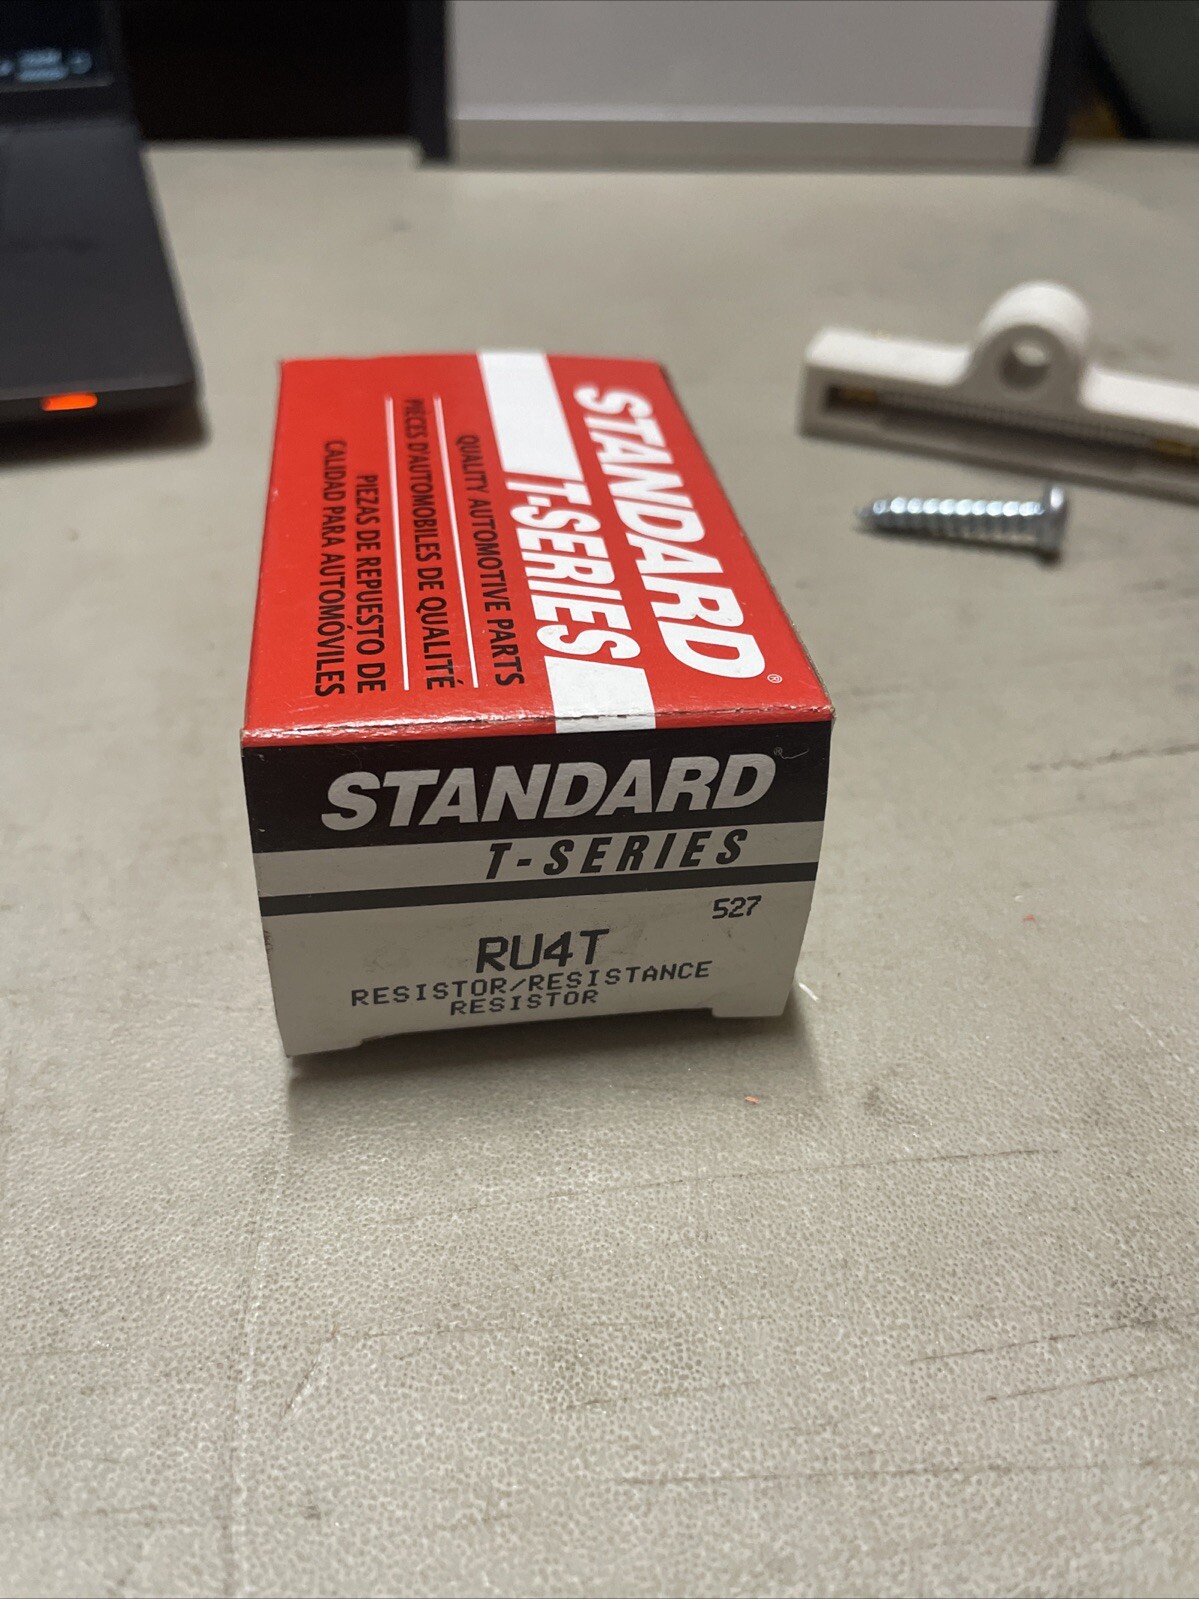 STANDARD®
T-SERIES
QUALITY AUTOMOTIVE PARTS
PIÈCES D'AUTOMOBILES DE QUALITÉ
PIEZAS DE REPUESTO DE
CALIDAD PARA AUTOMÓVILES
STANDARD®
T-SERIES
527
RU4T
RESISTOR/RESISTANCE
RESISTOR